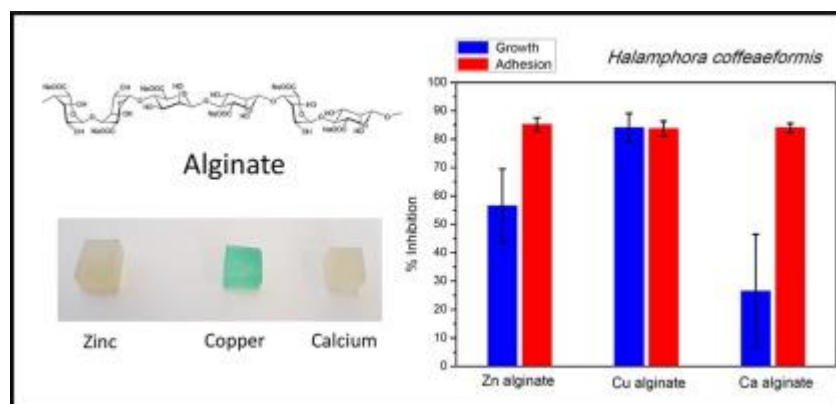 Alginate
Zinc
Copper
Calcium
Growth
Adhesion
Halamphora coffeaeformis
% Inhibition
100
90
80
70
60
50
40
30
20
10
0
Zn alginate
Cu alginate
Ca alginate